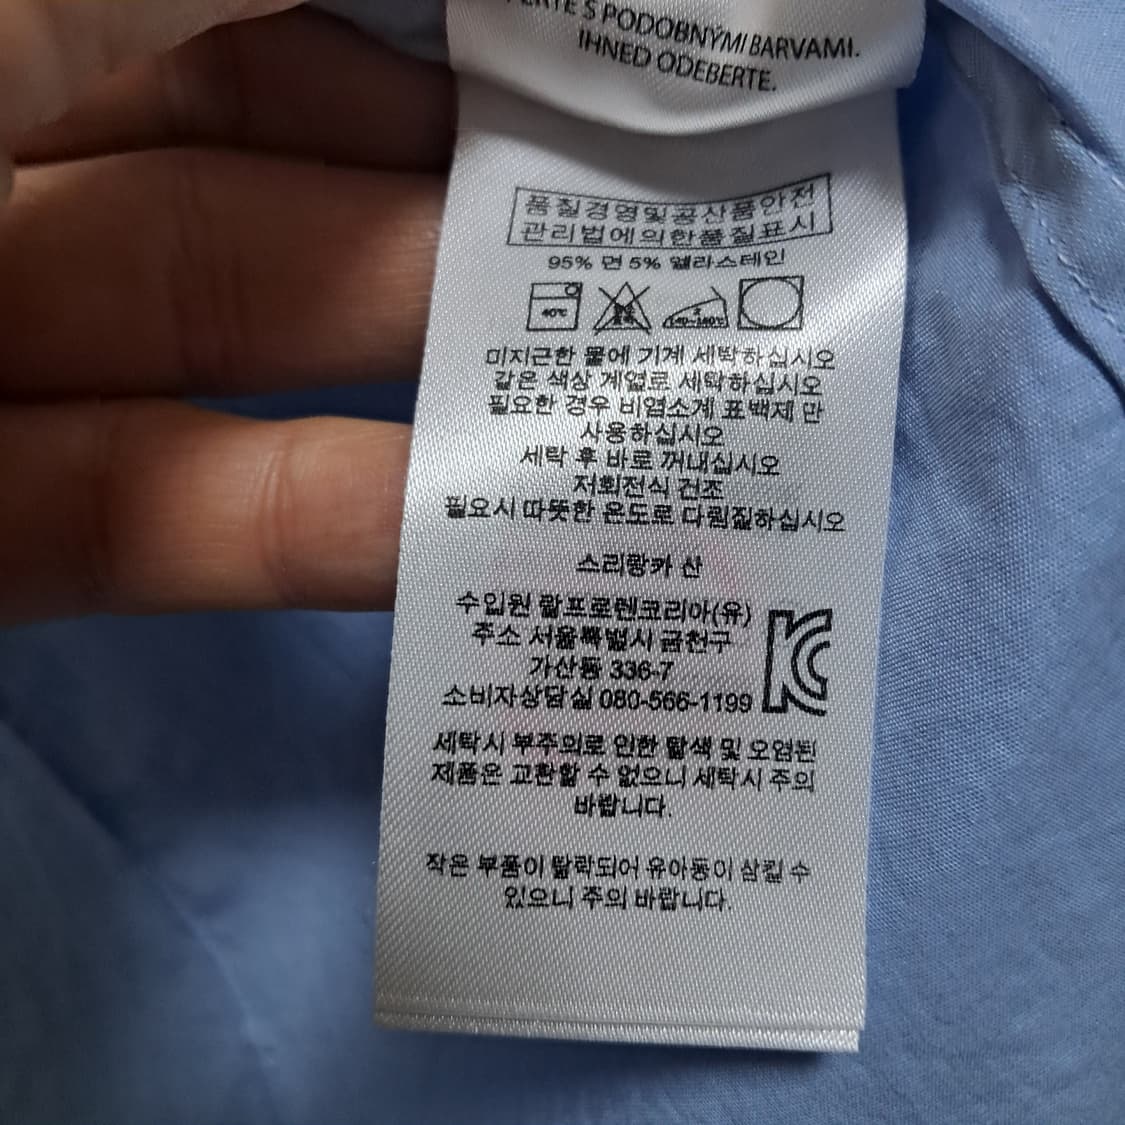 S PODOBNÝMI BARVAMI.
IHNED ODEBERTE.
품질경영및공산품안전
관리법에의한품질표시
95% 면 5% 엘라스테인
40℃
140~160℃
미지근한 물에 기계 세탁하십시오
같은 색상 계열로 세탁하십시오
필요한 경우 비염소계 표백제 만
사용하십시오
세탁 후 바로 꺼내십시오
저회전식 건조
필요시 따뜻한 온도로 다림질하십시오
스리랑카 산
수입원 랄프로렌코리아(유)
주소 서울특별시 금천구
가산동 336-7
소비자상담실 080-566-1199
세탁시 부주의로 인한 탈색 및 오염된
제품은 교환할 수 없으니 세탁시 주의
바랍니다.
작은 부품이 탈락되어 유아동이 삼킬 수
있으니 주의 바랍니다.